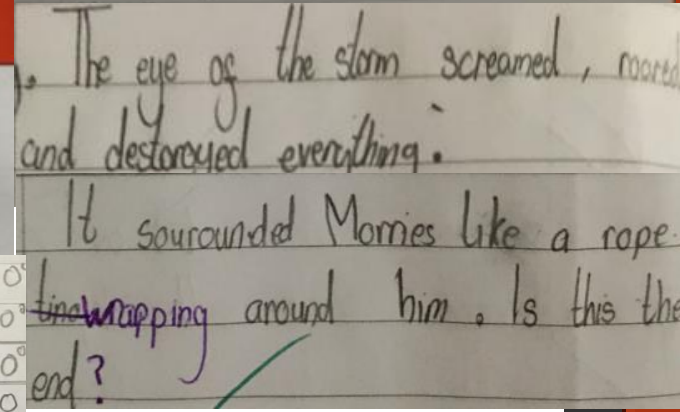 The eye of the storm screamed, roared
and destoroyed everything.
It sourounded Morries like a rope
wrapping around him. Is this the
end?